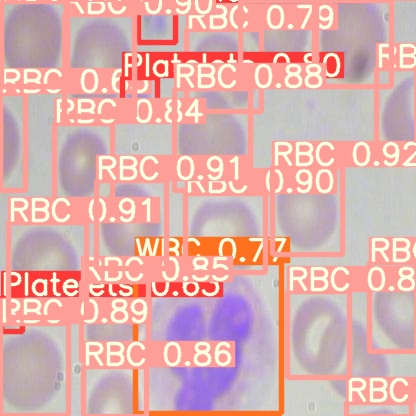 RBC 0.90
RBC 0.79
Platelets 0.80
RBC
RBC 0.65
RBC 0.88
RBC 0.84
RBC 0.92
RBC 0.91
RBC 0.90
RBC 0.91
WBC 0.77
RBC
RBC 0.85
Platelets 0.65
RBC 0.8
RBC 0.89
RBC 0.86
RBC